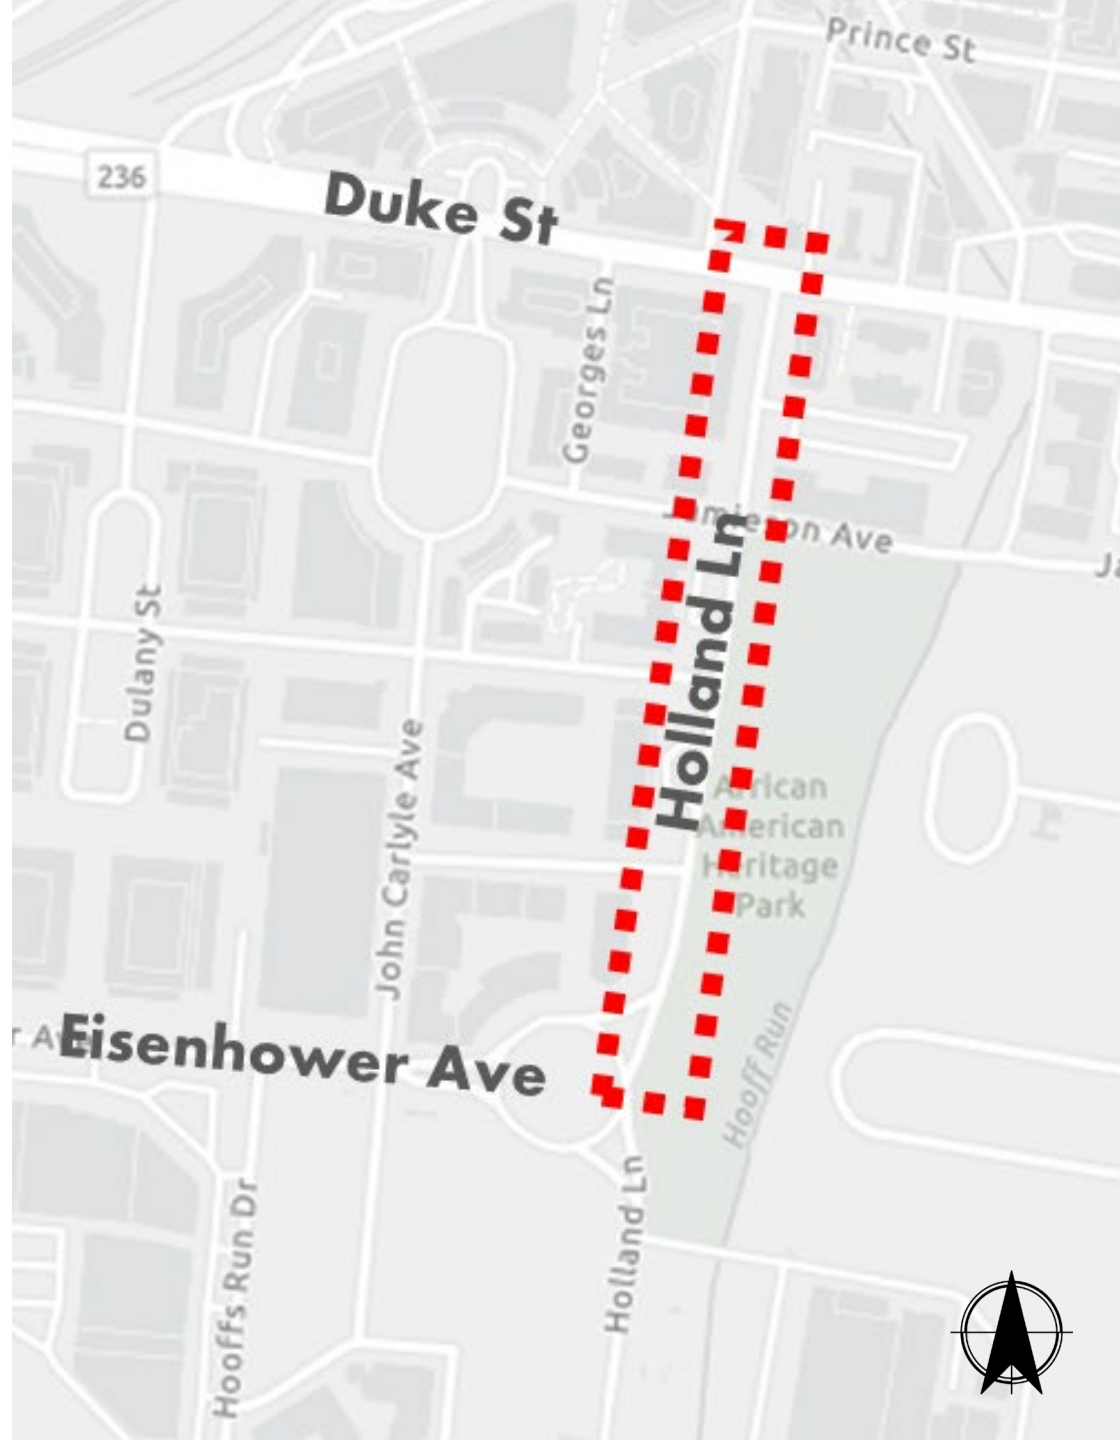 Prince St
236
Duke St
Georges Ln
Jamieson Ave
Holland Ln
Dulany St
African
American
Heritage
Park
John Carlyle Ave
Eisenhower Ave
Hooff Run
Holland Ln
Hooffs Run Dr